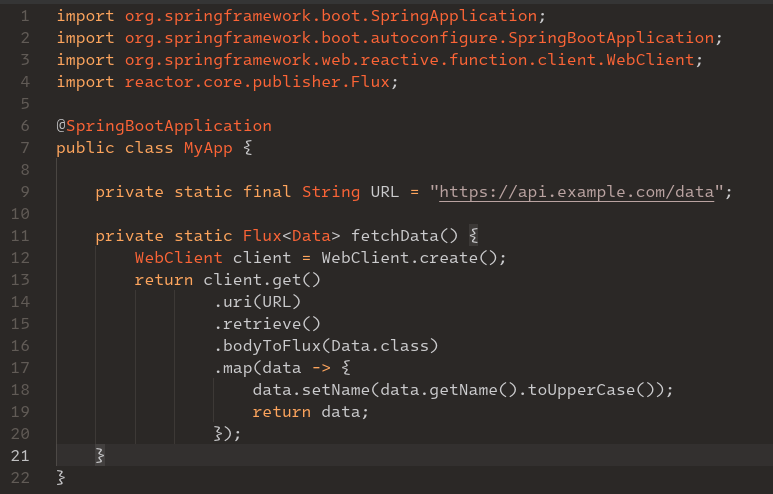 1 import org.springframework.boot.SpringApplication;
2 import org.springframework.boot.autoconfigure.SpringBootApplication;
3 import org.springframework.web.reactive.function.client.WebClient;
4 import reactor.core.publisher.Flux;
5
6 @SpringBootApplication
7 public class MyApp {
8
9     private static final String URL = "https://api.example.com/data";
10
11     private static Flux<Data> fetchData() {
12         WebClient client = WebClient.create();
13         return client.get()
14                 .uri(URL)
15                 .retrieve()
16                 .bodyToFlux(Data.class)
17                 .map(data -> {
18                     data.setName(data.getName().toUpperCase());
19                     return data;
20                 });
21     }
22 }